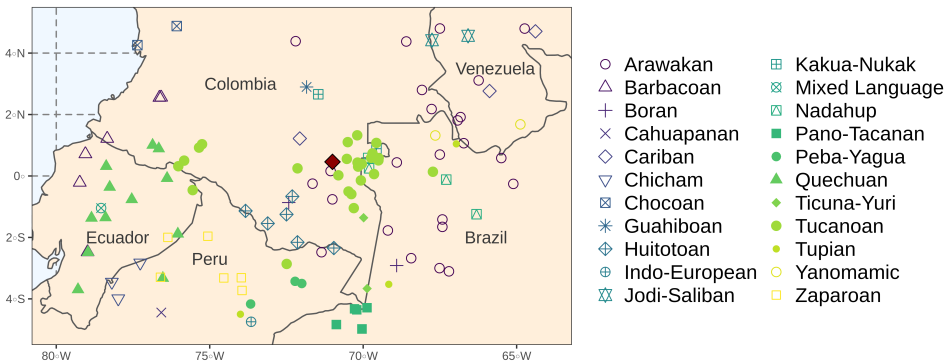 4°N
2°N
0°
2°S
4°S
80°W
75°W
70°W
65°W
Colombia
Venezuela
Ecuador
Peru
Brazil
Arawakan
Barbacoan
Boran
Cahuapanan
Cariban
Chicham
Chocoan
Guahiboan
Huitotoan
Indo-European
Jodi-Saliban
Kakua-Nukak
Mixed Language
Nadahup
Pano-Tacanan
Peba-Yagua
Quechuan
Ticuna-Yuri
Tucanoan
Tupian
Yanomamic
Zaparoan